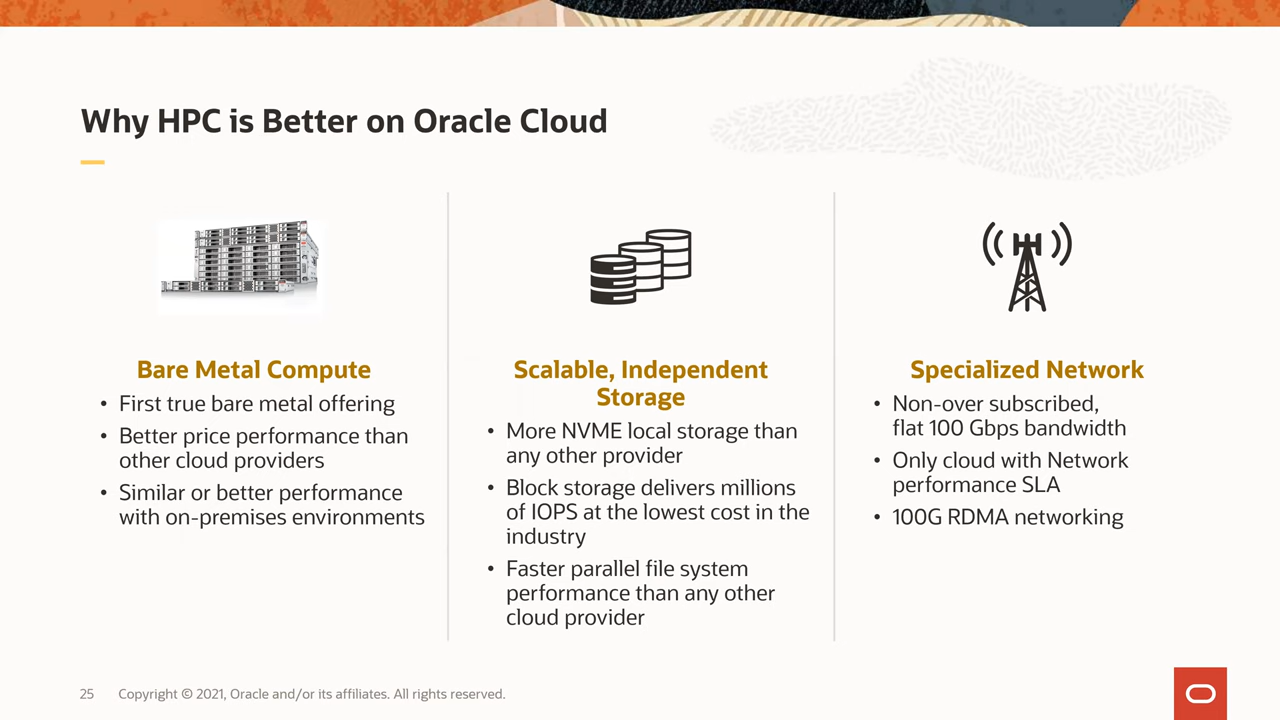 Why HPC is Better on Oracle Cloud
Bare Metal Compute
• First true bare metal offering
• Better price performance than
other cloud providers
• Similar or better performance
with on-premises environments
Scalable, Independent
Storage
• More NVME local storage than
any other provider
• Block storage delivers millions
of IOPS at the lowest cost in the
industry
• Faster parallel file system
performance than any other
cloud provider
Specialized Network
• Non-over subscribed,
flat 100 Gbps bandwidth
• Only cloud with Network
performance SLA
• 100G RDMA networking
25 Copyright © 2021, Oracle and/or its affiliates. All rights reserved.